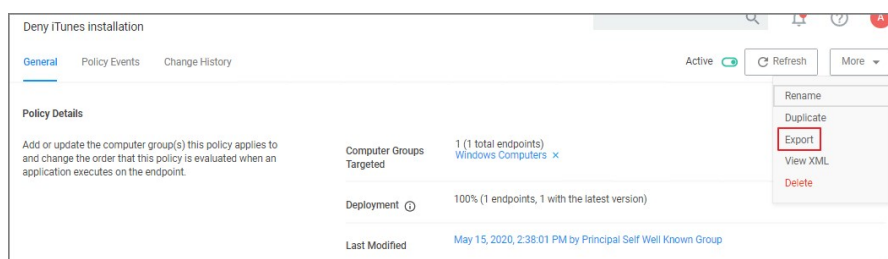 Deny iTunes installation
A
General Policy Events Change History
Active Refresh More
Rename
Duplicate
Export
View XML
Delete
Policy Details
Add or update the computer group(s) this policy applies to
and change the order that this policy is evaluated when an
application executes on the endpoint.
Computer Groups
Targeted
1 (1 total endpoints)
Windows Computers ×
Deployment
100% (1 endpoints, 1 with the latest version)
Last Modified
May 15, 2020, 2:38:01 PM by Principal Self Well Known Group